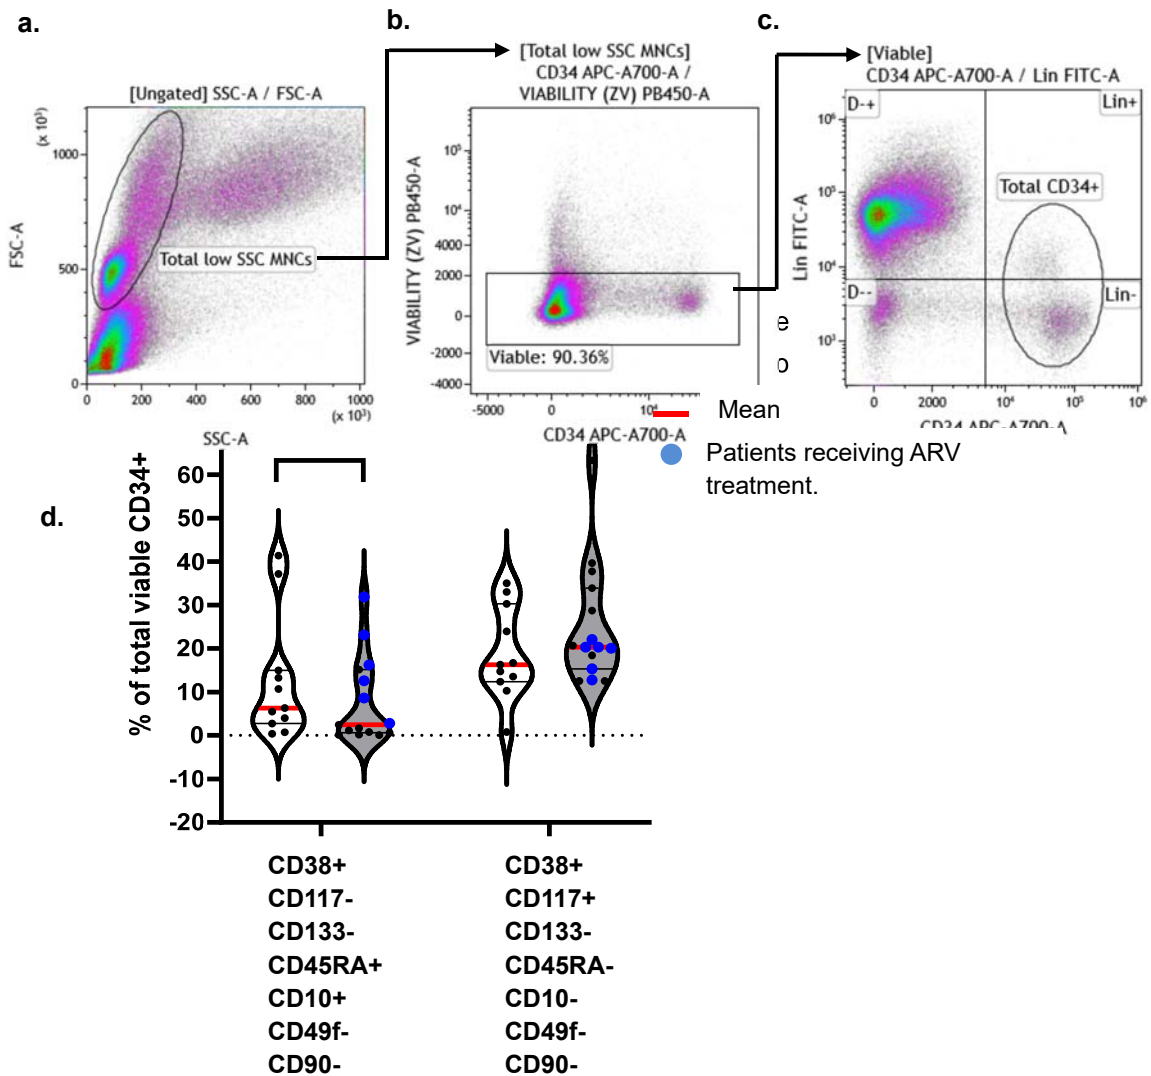 a.
[Ungated] SSC-A / FSC-A
(x 10³)
1000
500
0
FSC-A
Total low SSC MNCs
0 200 400 600 800 1000
(x 10³)
SSC-A
b.
[Total low SSC MNCs]
CD34 APC-A700-A /
VIABILITY (ZV) PB450-A
VIABILITY (ZV) PB450-A
10⁵
10⁴
4000
2000
0
-2000
-4000
Viable: 90.36%
-5000 0 10⁴
CD34 APC-A700-A
c.
[Viable]
CD34 APC-A700-A / Lin FITC-A
D-+
Lin+
Total CD34+
D--
Lin-
Lin FITC-A
10⁶
10⁵
10⁴
10³
0 2000 10⁴ 10⁵ 10⁶
CD34 APC-A700-A
e
Mean
Patients receiving ARV
treatment.
d.
% of total viable CD34+
60
50
40
30
20
10
0
-10
-20
CD38+
CD117-
CD133-
CD45RA+
CD10+
CD49f-
CD90-
CD38+
CD117+
CD133-
CD45RA-
CD10-
CD49f-
CD90-